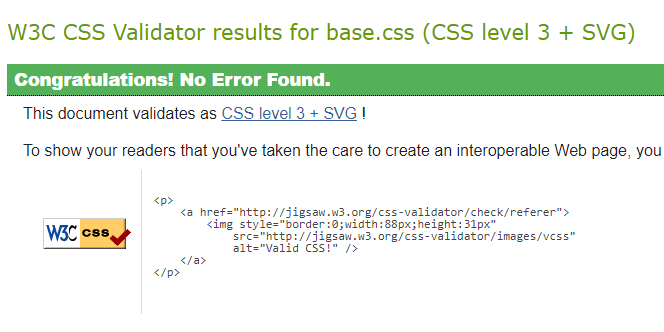 W3C CSS Validator results for base.css (CSS level 3 + SVG)
Congratulations! No Error Found.
This document validates as CSS level 3 + SVG !
To show your readers that you've taken the care to create an interoperable Web page, you
W3C css
<p>
<a href="http://jigsaw.w3.org/css-validator/check/referer">
<img style="border:0;width:88px;height:31px"
src="http://jigsaw.w3.org/css-validator/images/vcss"
alt="Valid CSS!" />
</a>
</p>